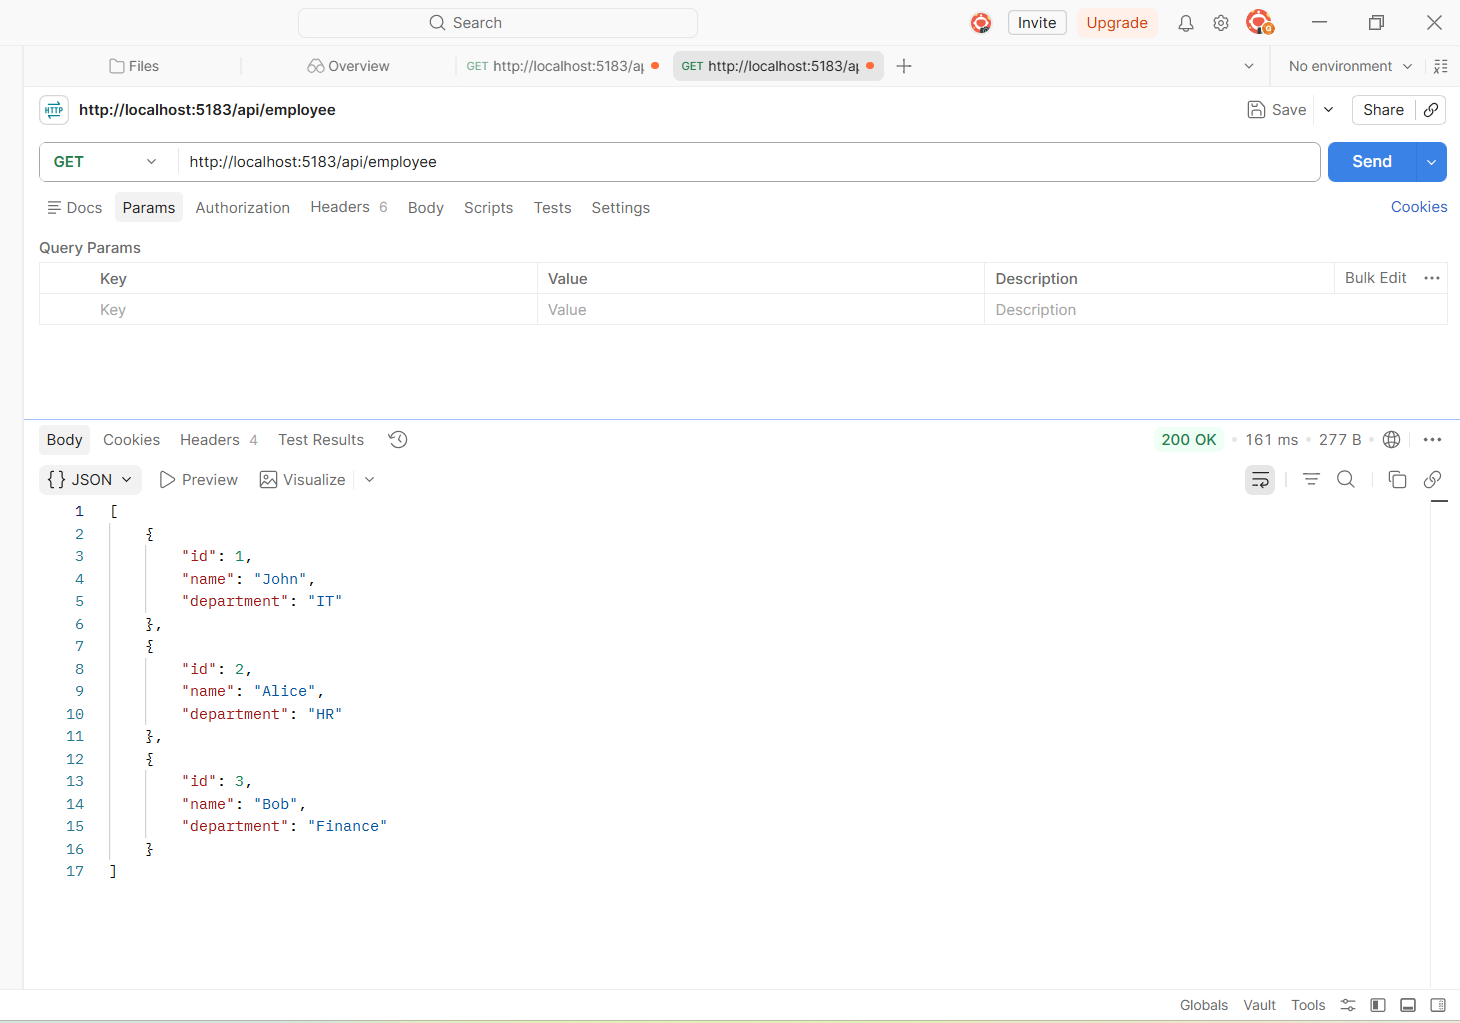 Search
Invite
Upgrade
Files
Overview
GET http://localhost:5183/ap
GET http://localhost:5183/ap
No environment
HTTP
http://localhost:5183/api/employee
Save
Share
GET
http://localhost:5183/api/employee
Send
Docs
Params
Authorization
Headers 6
Body
Scripts
Tests
Settings
Cookies
Query Params
Key Value Description Bulk Edit
Key Value Description
Body
Cookies
Headers 4
Test Results
200 OK
161 ms
277 B
{} JSON
Preview
Visualize
1 [
2 {
3 "id": 1,
4 "name": "John",
5 "department": "IT"
6 },
7 {
8 "id": 2,
9 "name": "Alice",
10 "department": "HR"
11 },
12 {
13 "id": 3,
14 "name": "Bob",
15 "department": "Finance"
16 }
17 ]
Globals
Vault
Tools